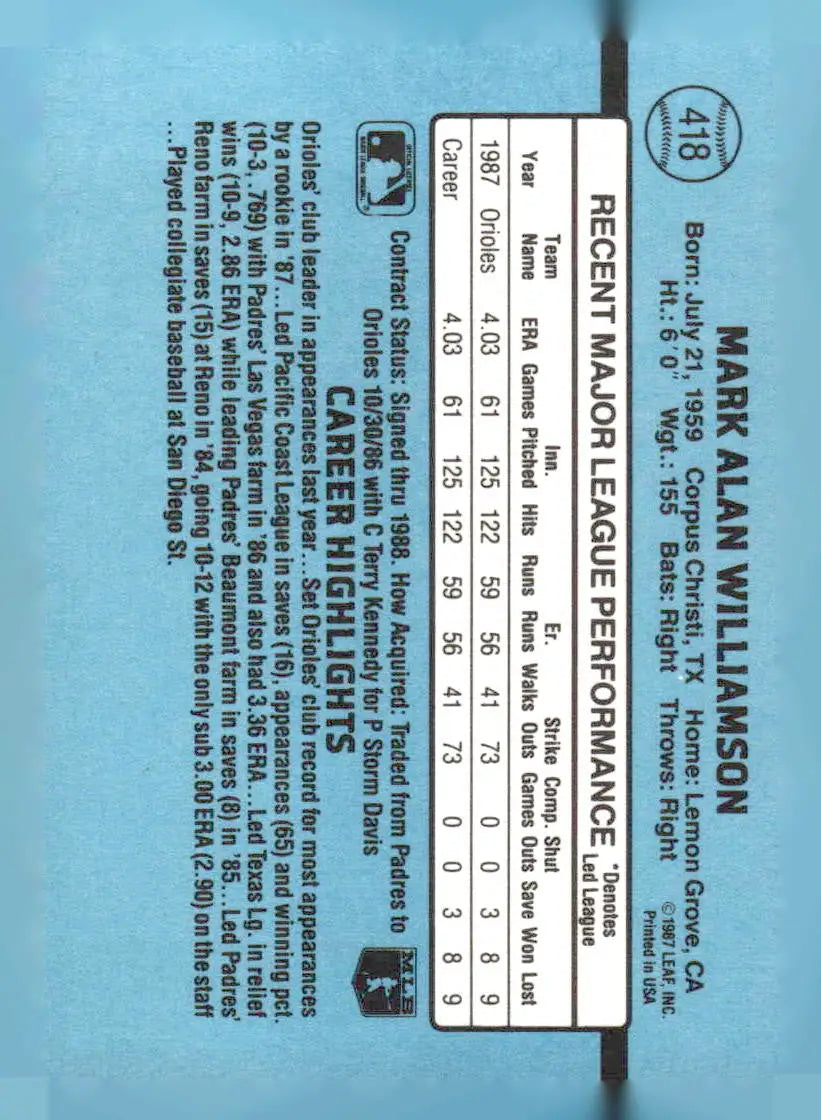 418
MARK ALAN WILLIAMSON
Born: July 21, 1959 Corpus Christi, TX Home: Lemon Grove, CA
Ht.: 6'0" Wgt.: 155 Bats: Right Throws: Right
©1987 LEAF, INC.
Printed in USA
RECENT MAJOR LEAGUE PERFORMANCE *Denotes
Led League
Team Inn. Er. Strike Comp. Shut
Year Name ERA Games Pitched Hits Runs Runs Walks Outs Games Outs Save Won Lost
1987 Orioles 4.03 61 125 122 59 56 41 73 0 0 3 8 9
Career 4.03 61 125 122 59 56 41 73 0 0 3 8 9
Contract Status: Signed thru 1988. How Acquired: Traded from Padres to
Orioles 10/30/86 with C Terry Kennedy for P Storm Davis
MLB
CAREER HIGHLIGHTS
Orioles' club leader in appearances last year...Set Orioles' club record for most appearances
by a rookie in '87...Led Pacific Coast League in saves (16), appearances (65) and winning pct.
(10-3, .769) with Padres' Las Vegas farm in '86 and also had 3.36 ERA...Led Texas Lg. in relief
wins (10-9, 2.86 ERA) while leading Padres' Beaumont farm in saves (8) in '85...Led Padres'
Reno farm in saves (15) at Reno in '84, going 10-12 with the only sub 3.00 ERA (2.90) on the staff
...Played collegiate baseball at San Diego St.